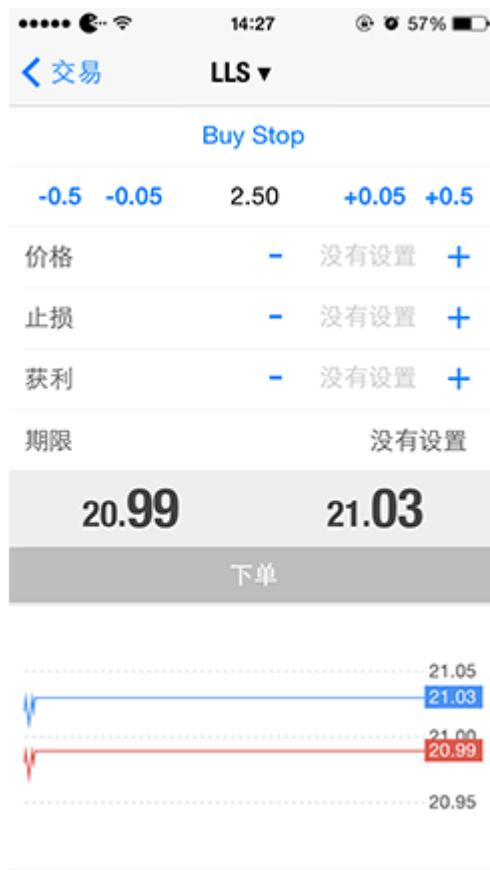 14:27 57%
交易 LLS ▾
Buy Stop
-0.5 -0.05 2.50 +0.05 +0.5
价格 - 没有设置 +
止损 - 没有设置 +
获利 - 没有设置 +
期限 没有设置
20.99 21.03
下单
21.05
21.03
21.00
20.99
20.95